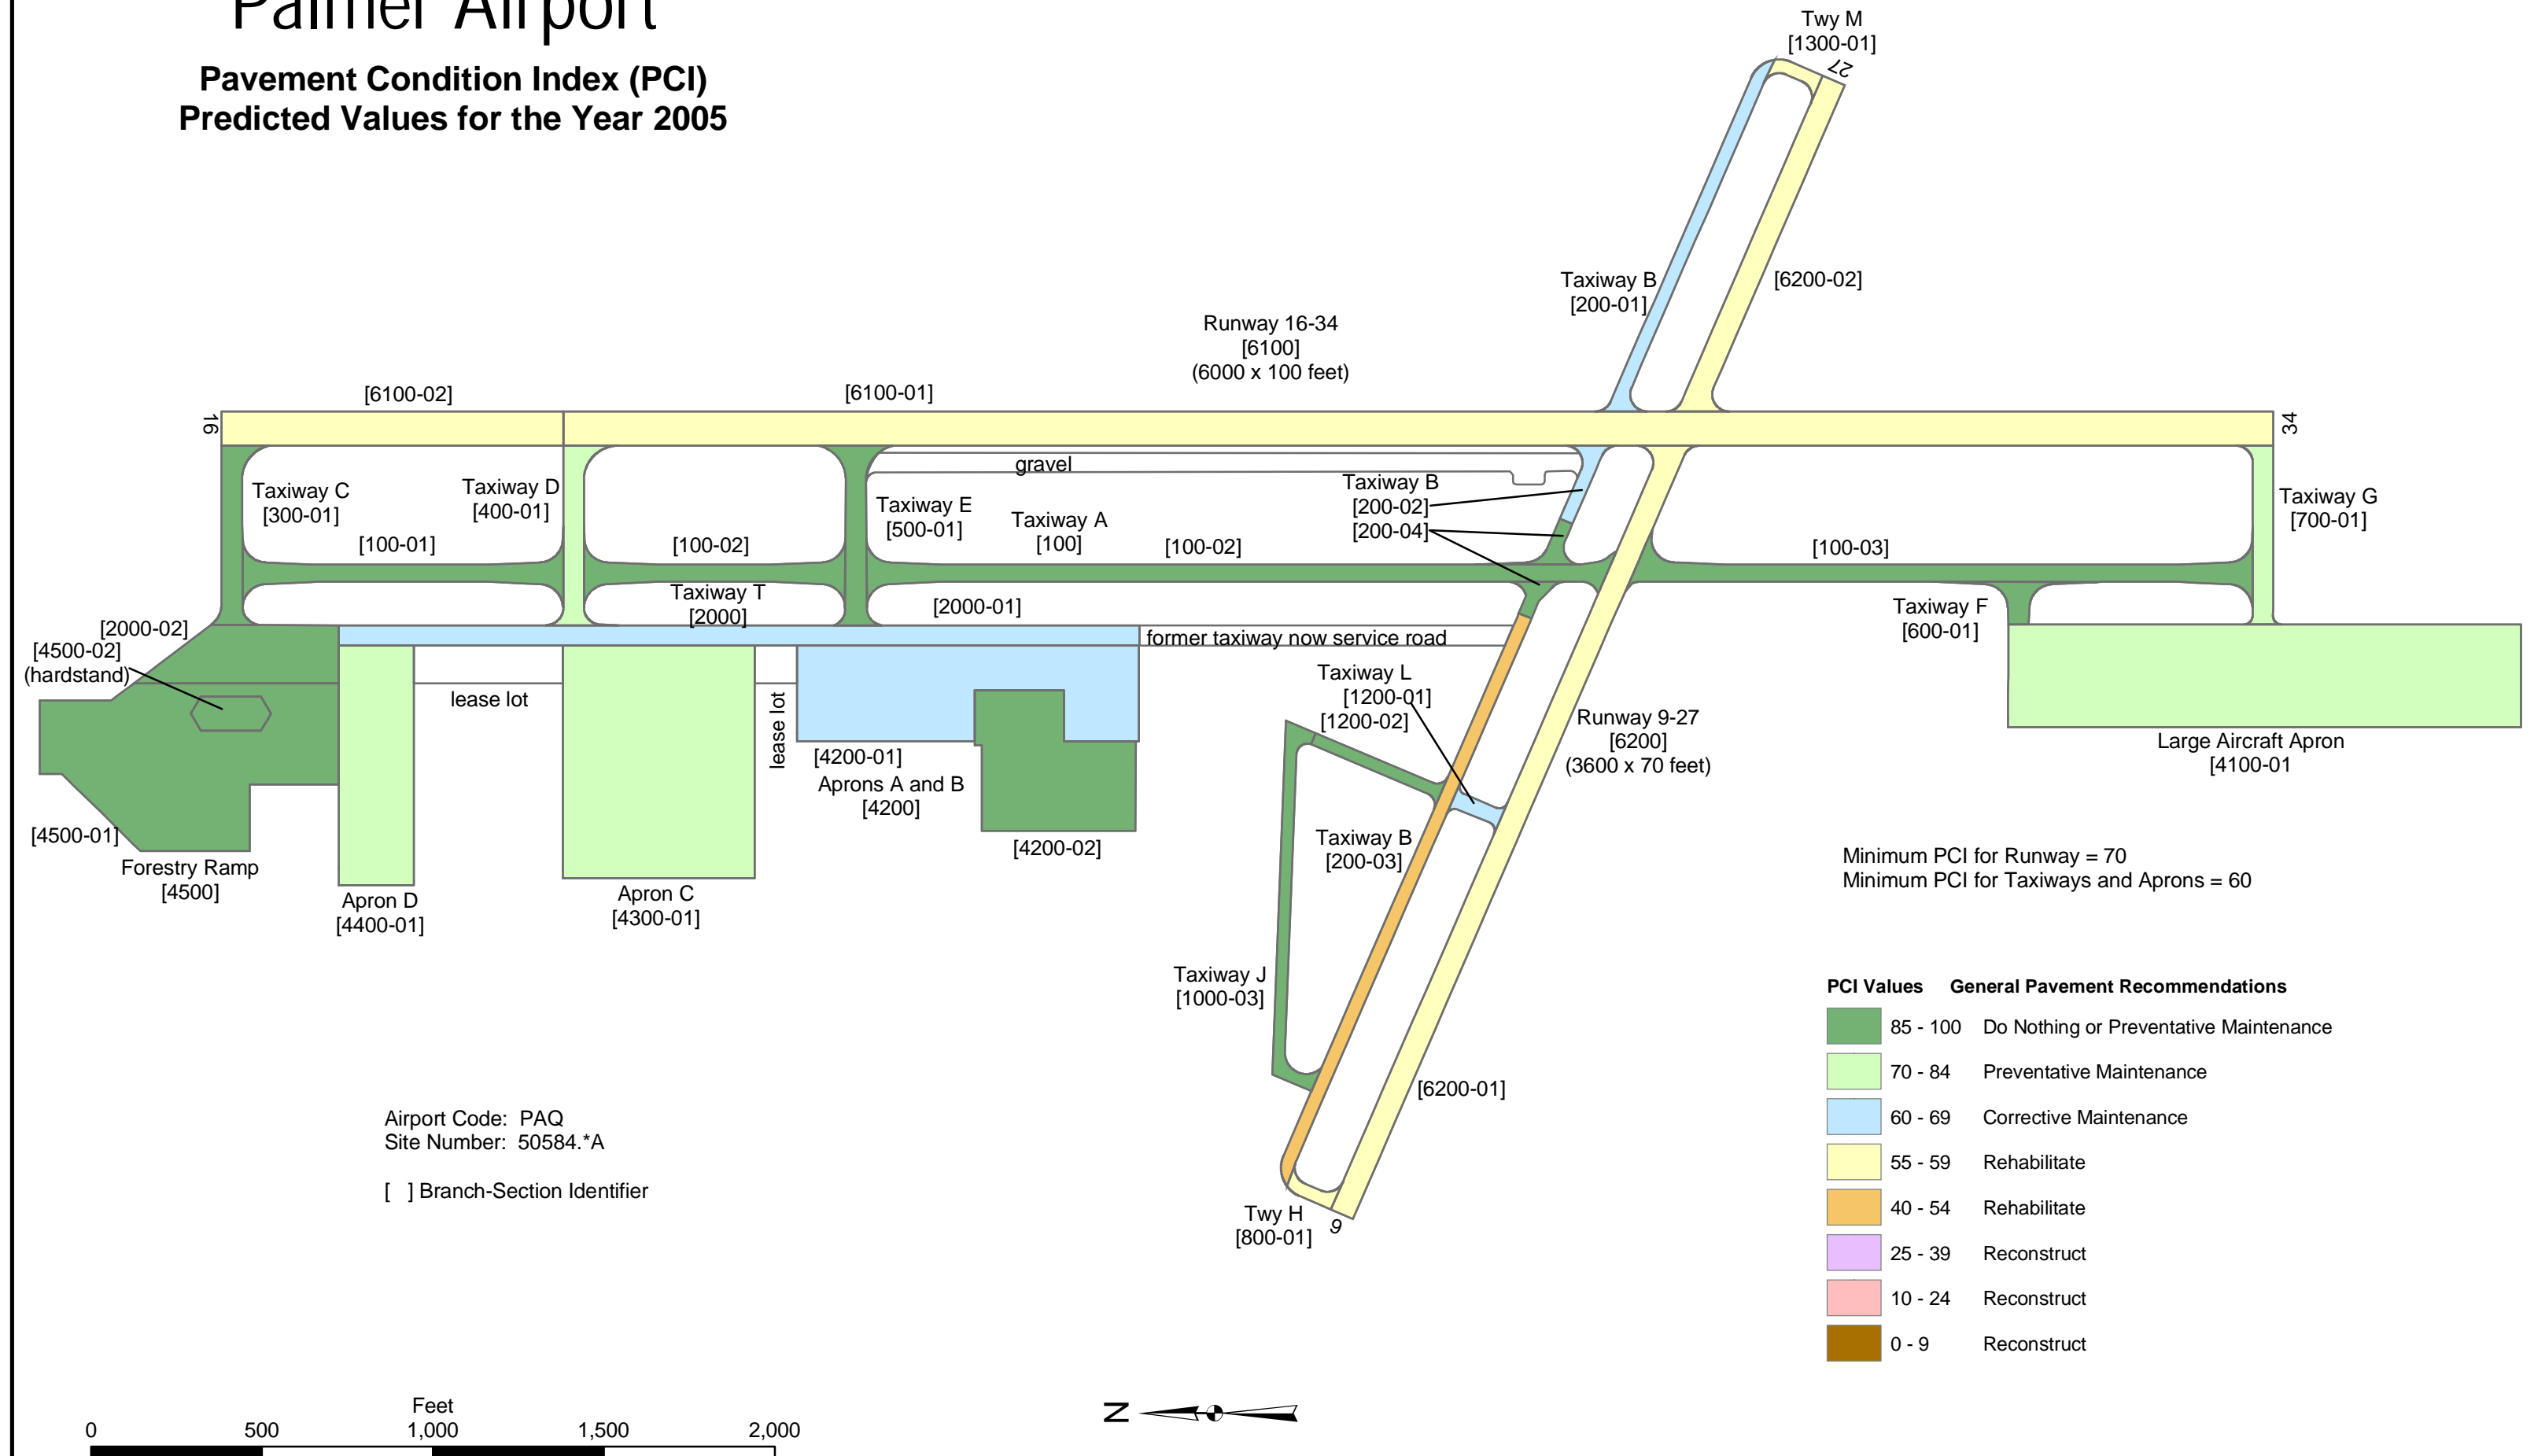 Palmer Airport
Pavement Condition Index (PCI)
Predicted Values for the Year 2005
Twy M
[1300-01]
27
Taxiway B
[200-01]
[6200-02]
Runway 16-34
[6100]
(6000 x 100 feet)
[6100-02]
[6100-01]
16
34
gravel
Taxiway C
[300-01]
Taxiway D
[400-01]
Taxiway E
[500-01]
Taxiway A
[100]
Taxiway B
[200-02]
[200-04]
Taxiway G
[700-01]
[100-01]
[100-02]
[100-02]
[100-03]
Taxiway T
[2000]
[2000-01]
Taxiway F
[600-01]
[2000-02]
[4500-02]
(hardstand)
former taxiway now service road
lease lot
lease lot
Taxiway L
[1200-01]
[1200-02]
Runway 9-27
[6200]
(3600 x 70 feet)
Large Aircraft Apron
[4100-01
[4200-01]
Aprons A and B
[4200]
[4200-02]
Taxiway B
[200-03]
[4500-01]
Forestry Ramp
[4500]
Apron D
[4400-01]
Apron C
[4300-01]
Minimum PCI for Runway = 70
Minimum PCI for Taxiways and Aprons = 60
Taxiway J
[1000-03]
[6200-01]
Twy H
[800-01]
9
PCI Values General Pavement Recommendations
85 - 100 Do Nothing or Preventative Maintenance
70 - 84 Preventative Maintenance
60 - 69 Corrective Maintenance
55 - 59 Rehabilitate
40 - 54 Rehabilitate
25 - 39 Reconstruct
10 - 24 Reconstruct
0 - 9 Reconstruct
Airport Code: PAQ
Site Number: 50584.*A
[ ] Branch-Section Identifier
Feet
0 500 1,000 1,500 2,000
N